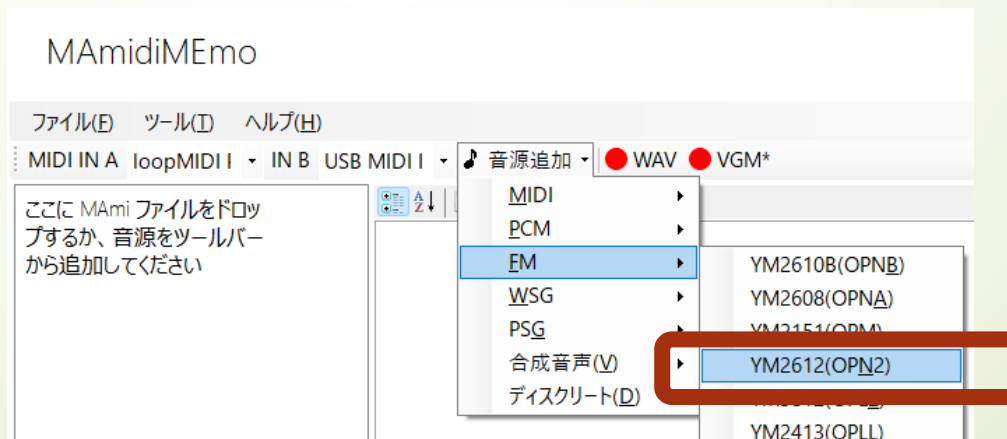 MAmidiMEmo
ファイル(F) ツール(T) ヘルプ(H)
MIDI IN A loopMIDI IN B USB MIDI I 音源追加 WAV VGM*
ここに MAmi ファイルをドロッ
プするか、音源をツールバー
から追加してください
MIDI
PCM
FM
WSG
PSG
合成音声(V)
ディスクリート(D)
YM2610B(OPNB)
YM2608(OPNA)
YM2151(OPM)
YM2612(OPN2)
YM2413(OPLL)